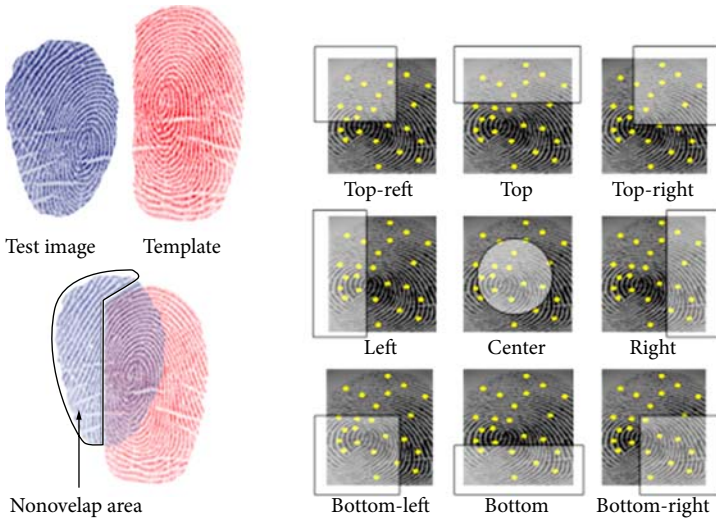 Test image
Template
Nonovelap area
Top-reft
Top
Top-right
Left
Center
Right
Bottom-left
Bottom
Bottom-right